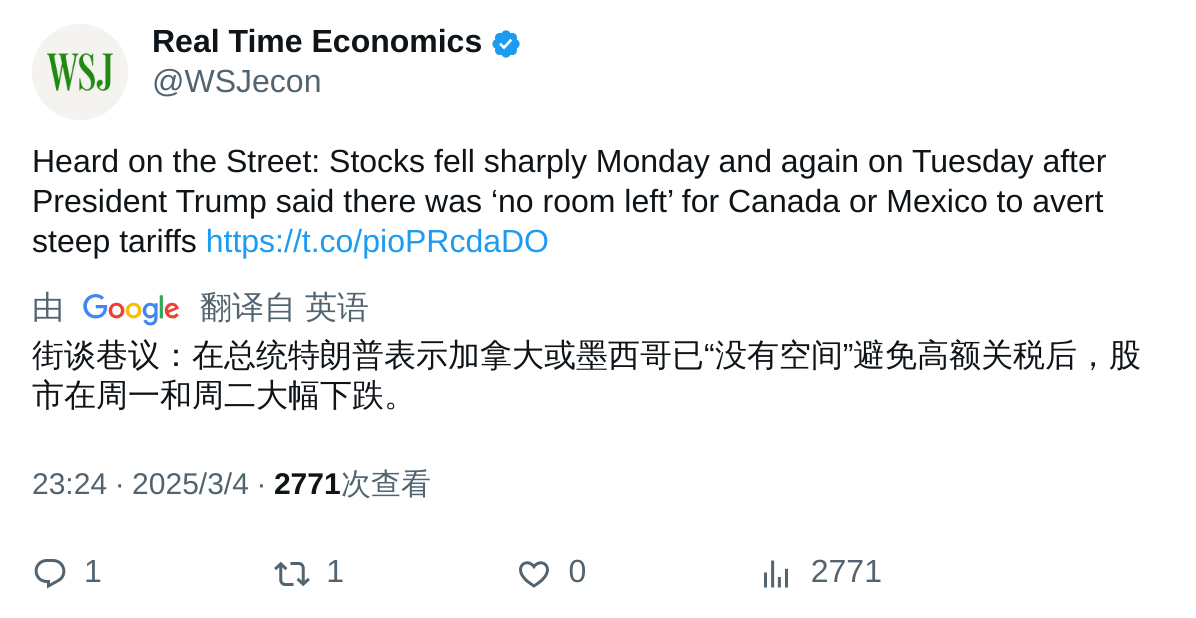 WSJ
Real Time Economics
@WSJecon
Heard on the Street: Stocks fell sharply Monday and again on Tuesday after
President Trump said there was ‘no room left’ for Canada or Mexico to avert
steep tariffs https://t.co/pioPRcdaDO
由 Google 翻译自 英语
街谈巷议：在总统特朗普表示加拿大或墨西哥已“没有空间”避免高额关税后，股
市在周一和周二大幅下跌。
23:24 · 2025/3/4 · 2771次查看
1 1 0 2771